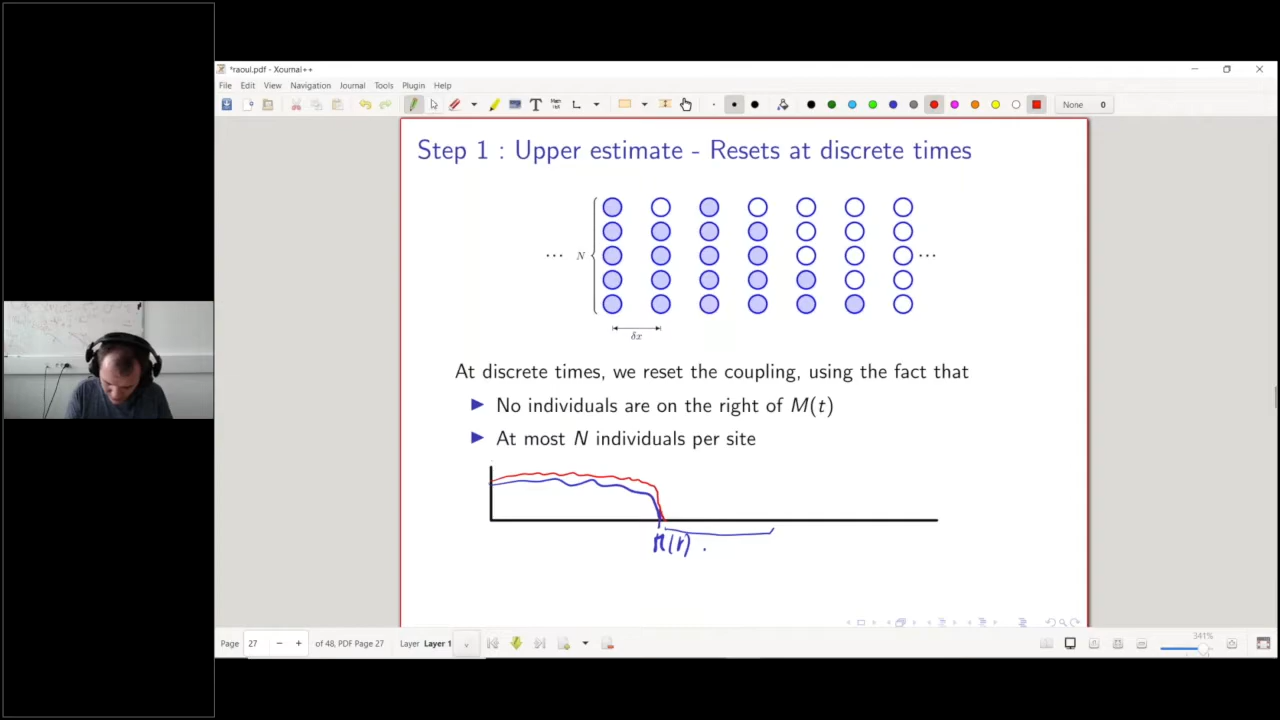 *raoul.pdf - Xournal++
File Edit View Navigation Journal Tools Plugin Help
None 0
Step 1 : Upper estimate - Resets at discrete times
··· N ···
δx
At discrete times, we reset the coupling, using the fact that
▶ No individuals are on the right of M(t)
▶ At most N individuals per site
M(t) .
Page 27 of 48, PDF Page 27 Layer Layer 1 341%